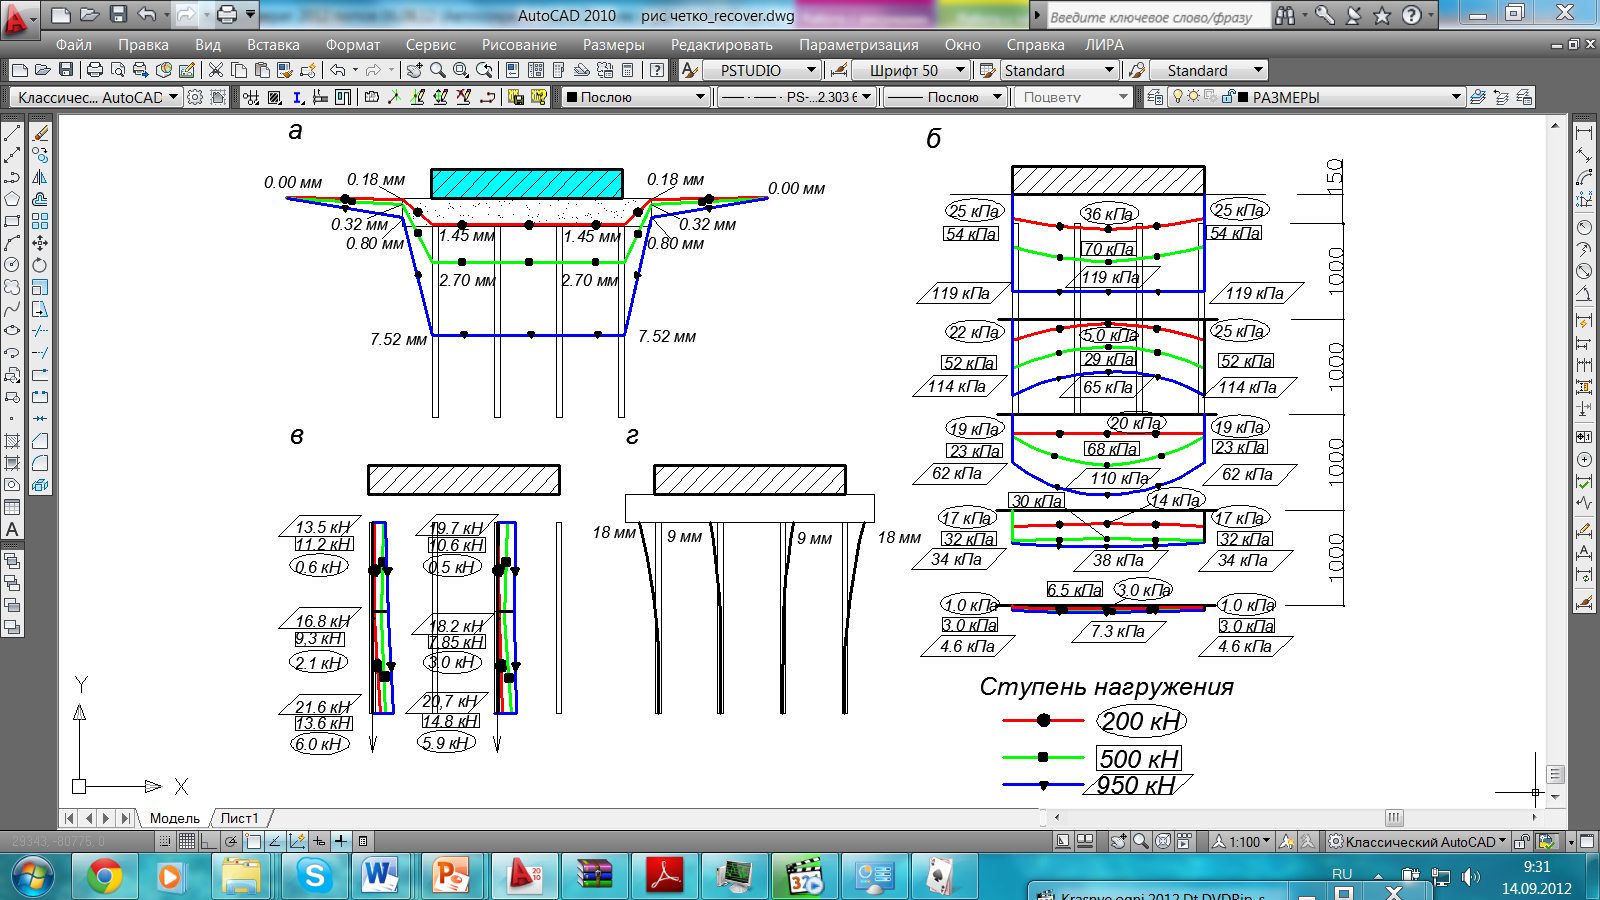 AutoCAD 2010 рис четко_recover.dwg
Введите ключевое слово/фразу
Файл Правка Вид Вставка Формат Сервис Рисование Размеры Редактировать Параметризация Окно Справка ЛИРА
PSTUDIO Шрифт 50 Standard Standard
Классичес... AutoCAD Послою PS-...2.303 6 Послою Поцвету РАЗМЕРЫ
а
0.00 мм 0.18 мм 0.18 мм 0.00 мм
0.32 мм 0.32 мм
0.80 мм 1.45 мм 1.45 мм 0.80 мм
2.70 мм 2.70 мм
7.52 мм 7.52 мм
б
150
25 кПа 36 кПа 25 кПа
54 кПа 70 кПа 54 кПа
119 кПа 119 кПа 119 кПа
1000
22 кПа 5.0 кПа 25 кПа
52 кПа 29 кПа 52 кПа
114 кПа 65 кПа 114 кПа
1000
19 кПа 20 кПа 19 кПа
23 кПа 68 кПа 23 кПа
62 кПа 110 кПа 62 кПа
1000
30 кПа 14 кПа
17 кПа 17 кПа
32 кПа 32 кПа
34 кПа 38 кПа 34 кПа
1000
6.5 кПа 3.0 кПа
1.0 кПа 1.0 кПа
3.0 кПа 3.0 кПа
4.6 кПа 7.3 кПа 4.6 кПа
в
13.5 кН 19.7 кН
11.2 кН 10.6 кН
0.6 кН 0.5 кН
16.8 кН 18.2 кН
9,3 кН 7.85 кН
2.1 кН 3.0 кН
21.6 кН 20,7 кН
13.6 кН 14.8 кН
6.0 кН 5.9 кН
г
18 мм 9 мм 9 мм 18 мм
Ступень нагружения
200 кН
500 кН
950 кН
Y
X
Модель Лист1
29343, -80775, 0
1:100 Классический AutoCAD
RU 9:31
14.09.2012
Krasnye ogni 2012 Dt DVDRip